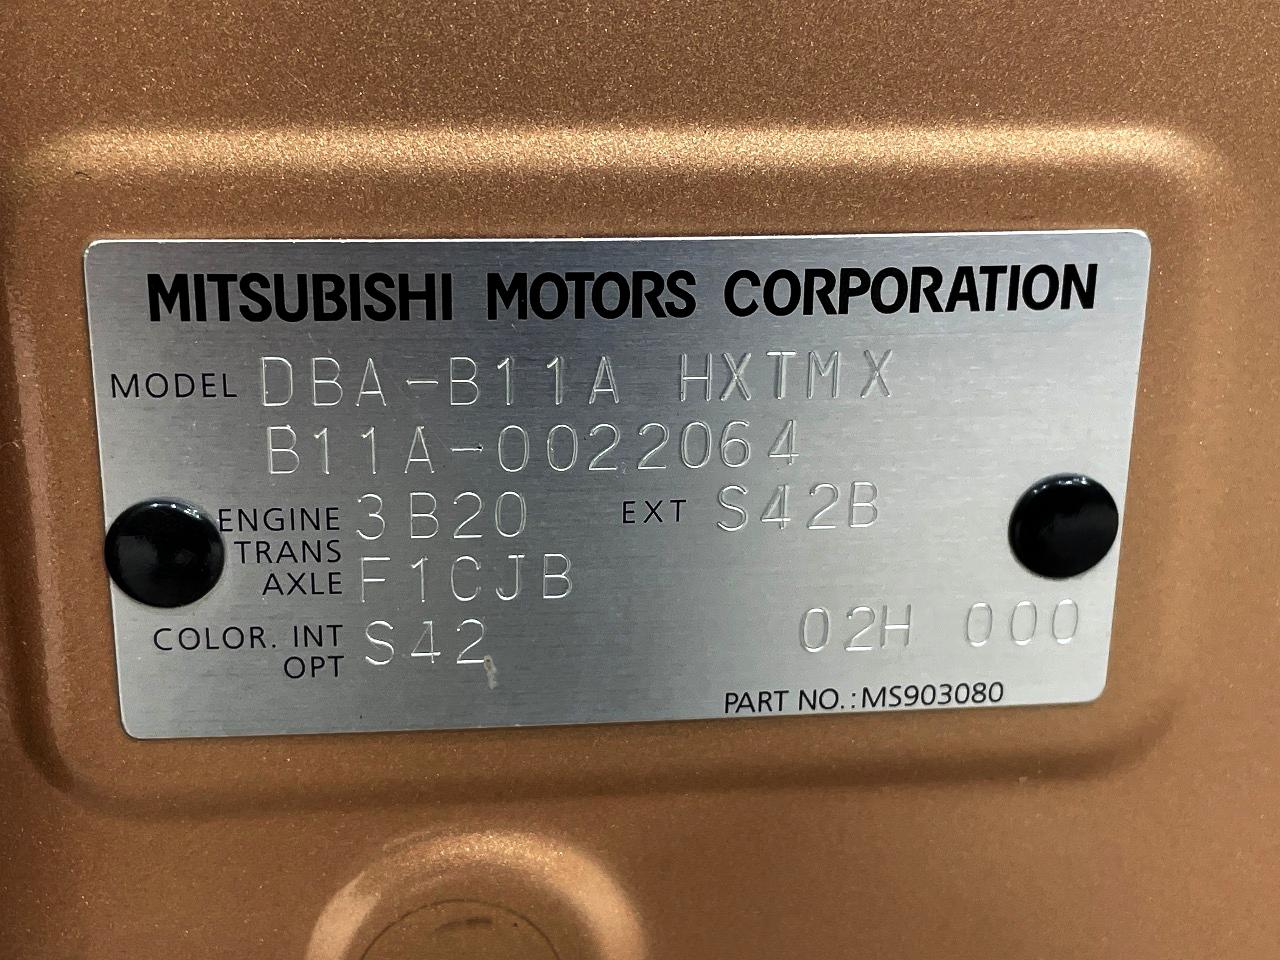 MITSUBISHI MOTORS CORPORATION
MODEL DBA-B11A HXTMX
B11A-0022064
ENGINE 3B20 EXT S42B
TRANS
AXLE F1CJB
COLOR. INT S42 02H 000
OPT
PART NO.:MS903080